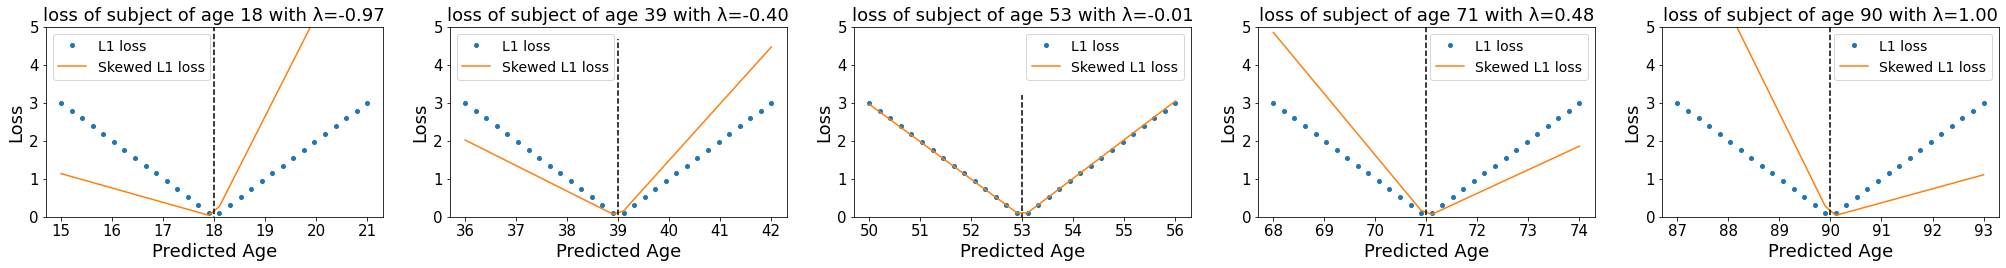 loss of subject of age 18 with λ=-0.97
5
4
3
2
1
0
Loss
L1 loss
Skewed L1 loss
15 16 17 18 19 20 21
Predicted Age
loss of subject of age 39 with λ=-0.40
5
4
3
2
1
0
Loss
L1 loss
Skewed L1 loss
36 37 38 39 40 41 42
Predicted Age
loss of subject of age 53 with λ=-0.01
5
4
3
2
1
0
Loss
L1 loss
Skewed L1 loss
50 51 52 53 54 55 56
Predicted Age
loss of subject of age 71 with λ=0.48
5
4
3
2
1
0
Loss
L1 loss
Skewed L1 loss
68 69 70 71 72 73 74
Predicted Age
loss of subject of age 90 with λ=1.00
5
4
3
2
1
0
Loss
L1 loss
Skewed L1 loss
87 88 89 90 91 92 93
Predicted Age